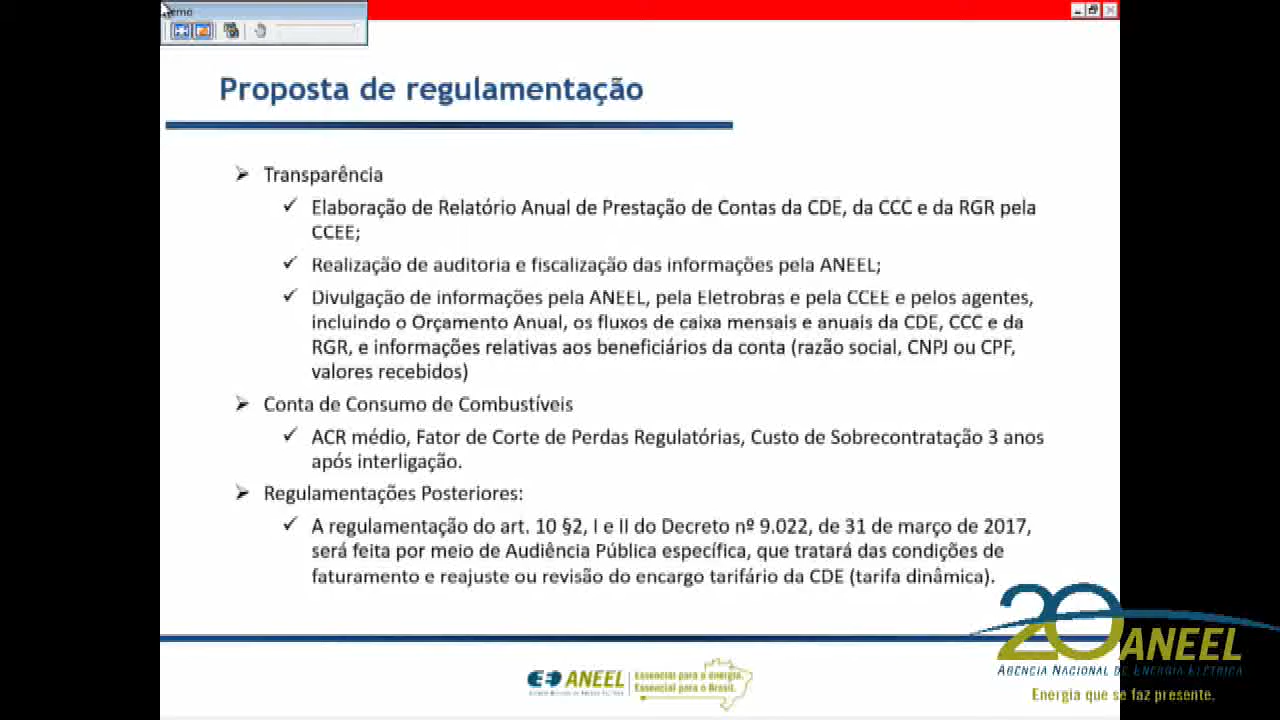 Proposta de regulamentação
Transparência
Elaboração de Relatório Anual de Prestação de Contas da CDE, da CCC e da RGR pela
CCEE;
Realização de auditoria e fiscalização das informações pela ANEEL;
Divulgação de informações pela ANEEL, pela Eletrobras e pela CCEE e pelos agentes,
incluindo o Orçamento Anual, os fluxos de caixa mensais e anuais da CDE, CCC e da
RGR, e informações relativas aos beneficiários da conta (razão social, CNPJ ou CPF,
valores recebidos)
Conta de Consumo de Combustíveis
ACR médio, Fator de Corte de Perdas Regulatórias, Custo de Sobrecontratação 3 anos
após interligação.
Regulamentações Posteriores:
A regulamentação do art. 10 §2, I e II do Decreto nº 9.022, de 31 de março de 2017,
será feita por meio de Audiência Pública específica, que tratará das condições de
faturamento e reajuste ou revisão do encargo tarifário da CDE (tarifa dinâmica).
20 ANEEL
AGENCIA NACIONAL DE ENERGIA ELÉTRICA
Energia que se faz presente.
ANEEL
Essencial para a energia.
Essencial para o Brasil.